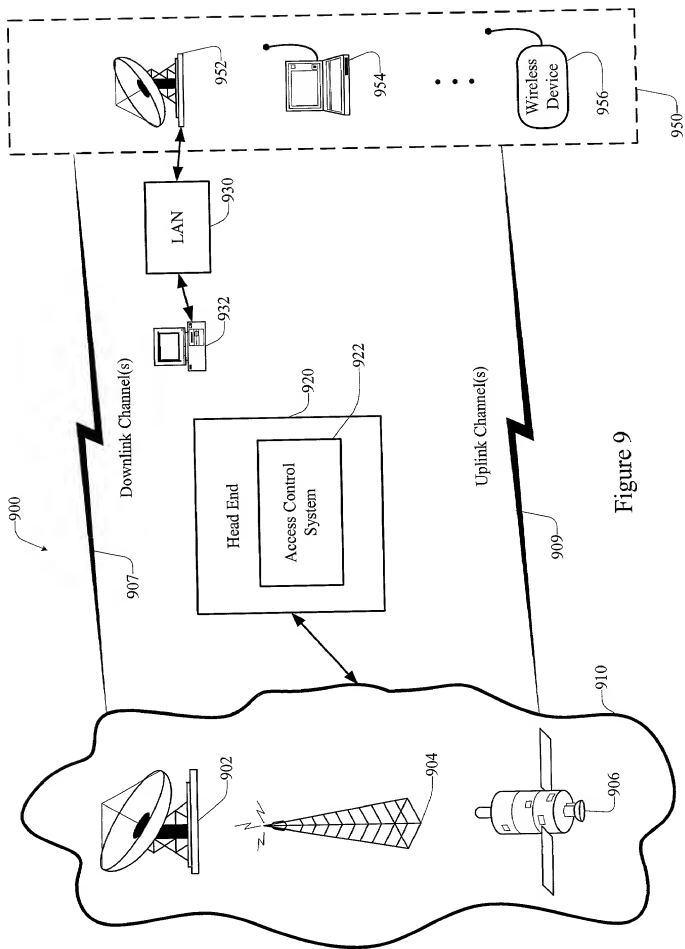 900
907
Downlink Channel(s)
952
954
Wireless
Device
956
950
LAN
930
932
Head End
920
Access Control
System
922
Uplink Channel(s)
909
902
904
906
910
Figure 9